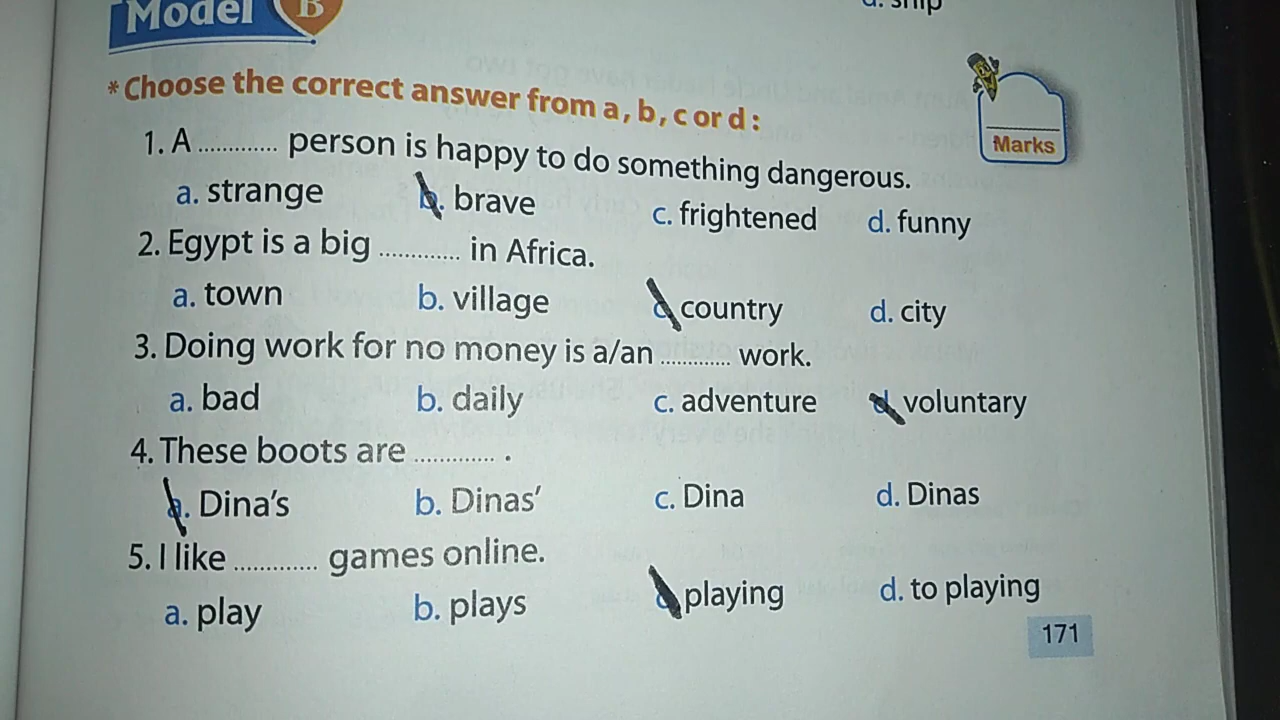 d. ship
Model B
* Choose the correct answer from a, b, c or d :
Marks
1. A ............ person is happy to do something dangerous.
a. strange b. brave c. frightened d. funny
2. Egypt is a big ............ in Africa.
a. town b. village c. country d. city
3. Doing work for no money is a/an ............ work.
a. bad b. daily c. adventure d. voluntary
4. These boots are ............ .
a. Dina's b. Dinas' c. Dina d. Dinas
5. I like ............ games online.
a. play b. plays c. playing d. to playing
171